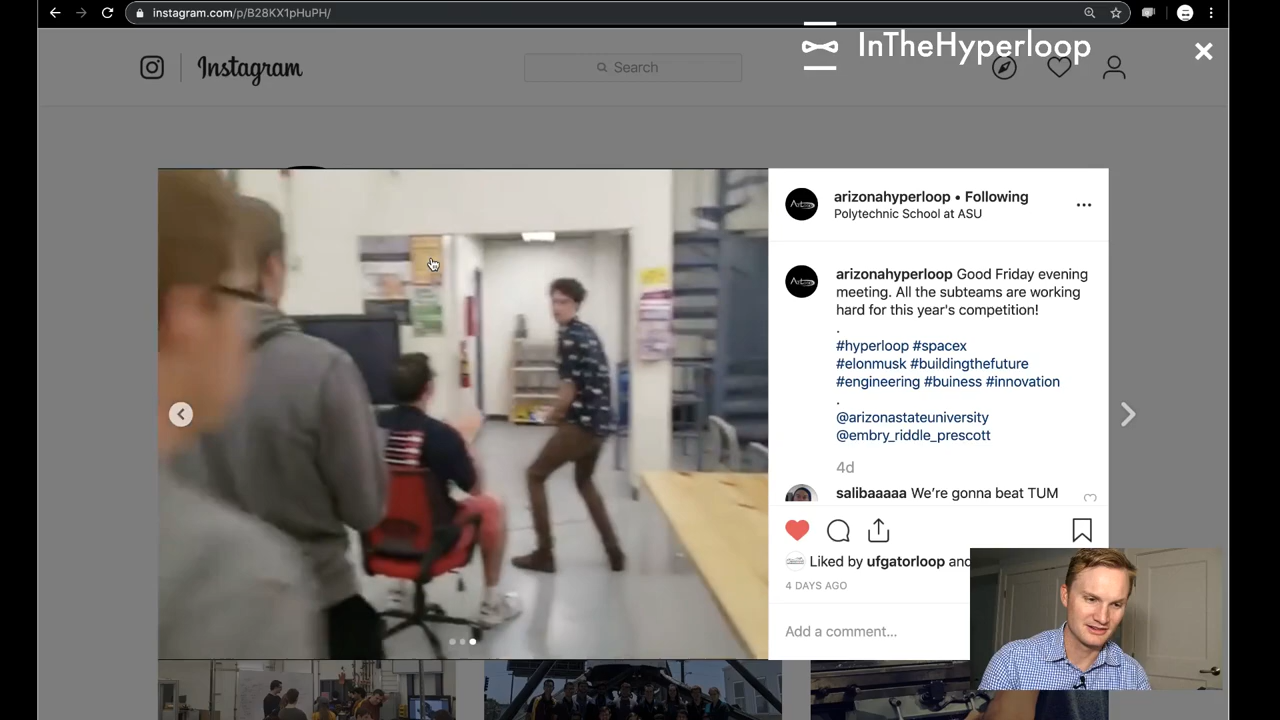 instagram.com/p/B28KX1pHuPH/
InTheHyperloop
Instagram
Search
arizonahyperloop • Following
Polytechnic School at ASU
arizonahyperloop Good Friday evening
meeting. All the subteams are working
hard for this year's competition!
.
#hyperloop #spacex
#elonmusk #buildingthefuture
#engineering #buiness #innovation
.
@arizonastateuniversity
@embry_riddle_prescott
4d
salibaaaaa We're gonna beat TUM
Liked by ufgatorloop and
4 DAYS AGO
Add a comment...